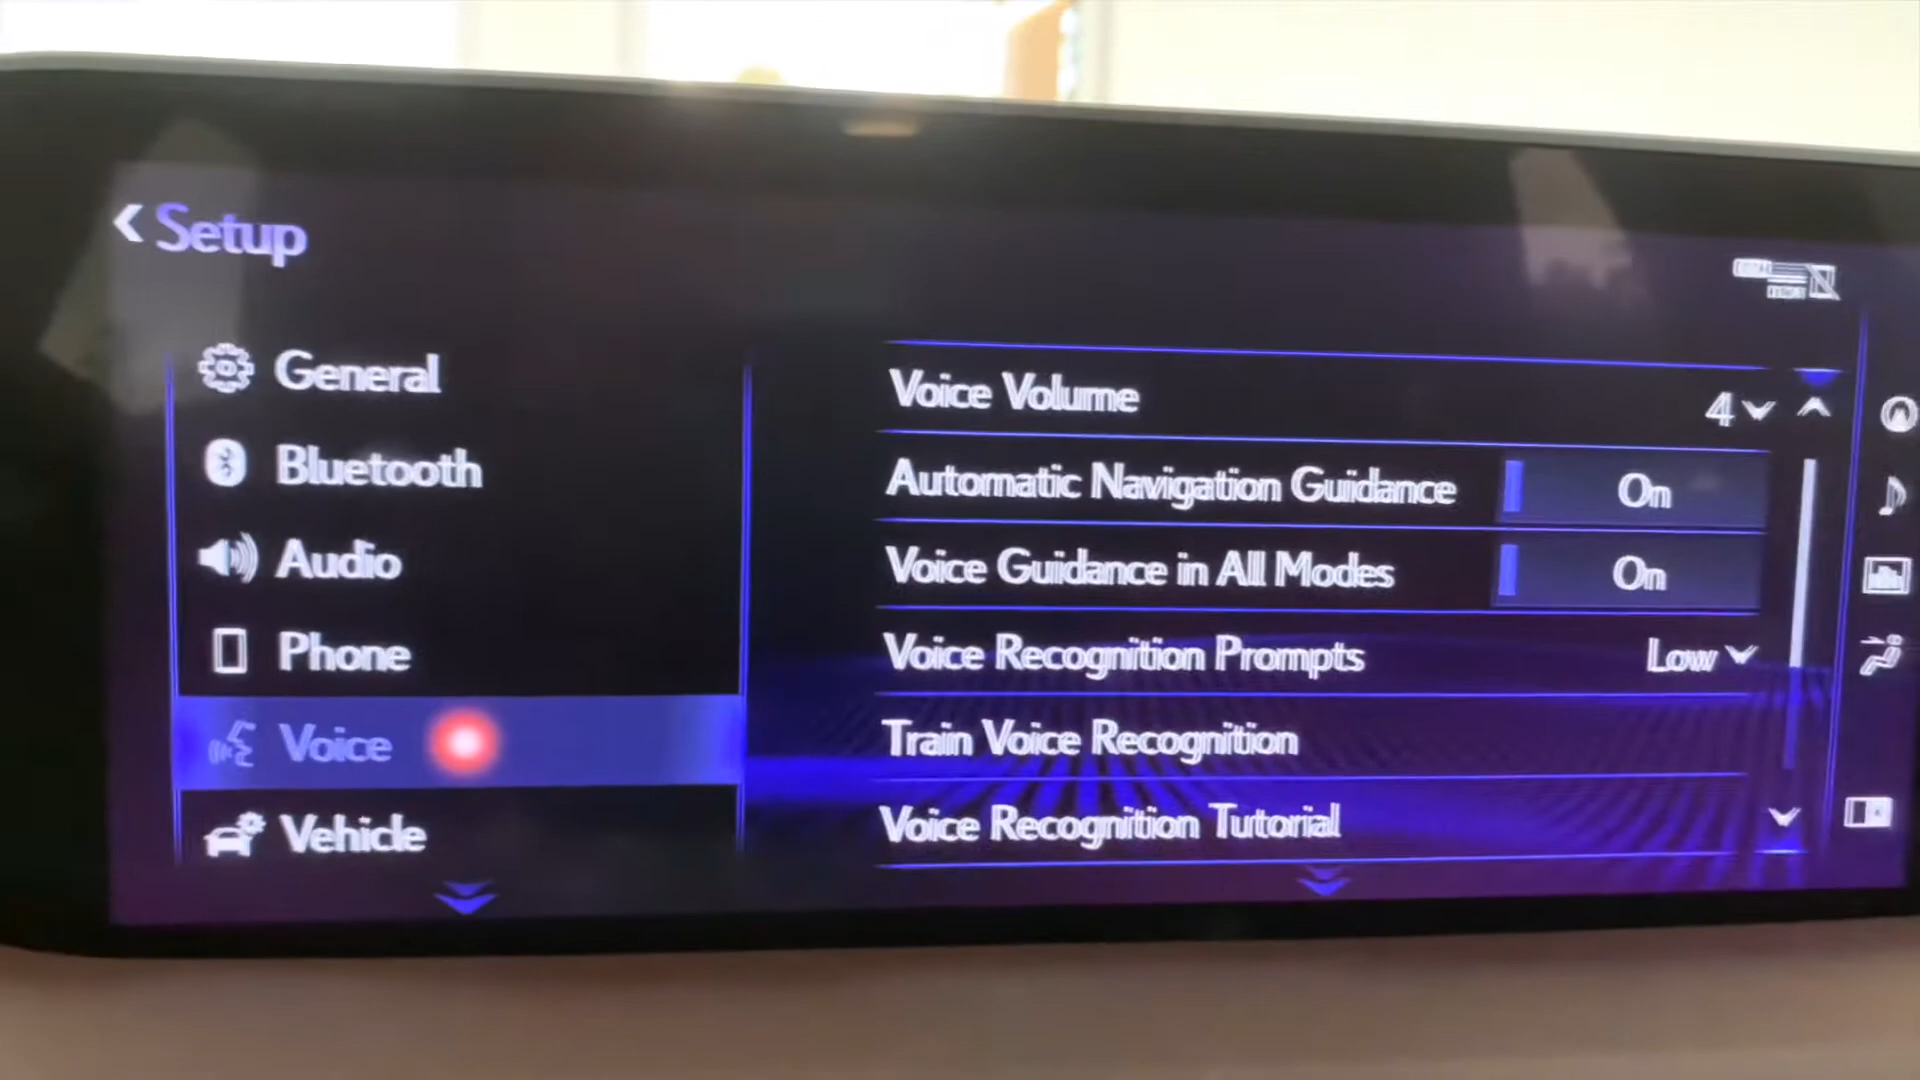 Setup
General
Bluetooth
Audio
Phone
Voice
Vehicle
Voice Volume 4
Automatic Navigation Guidance On
Voice Guidance in All Modes On
Voice Recognition Prompts Low
Train Voice Recognition
Voice Recognition Tutorial